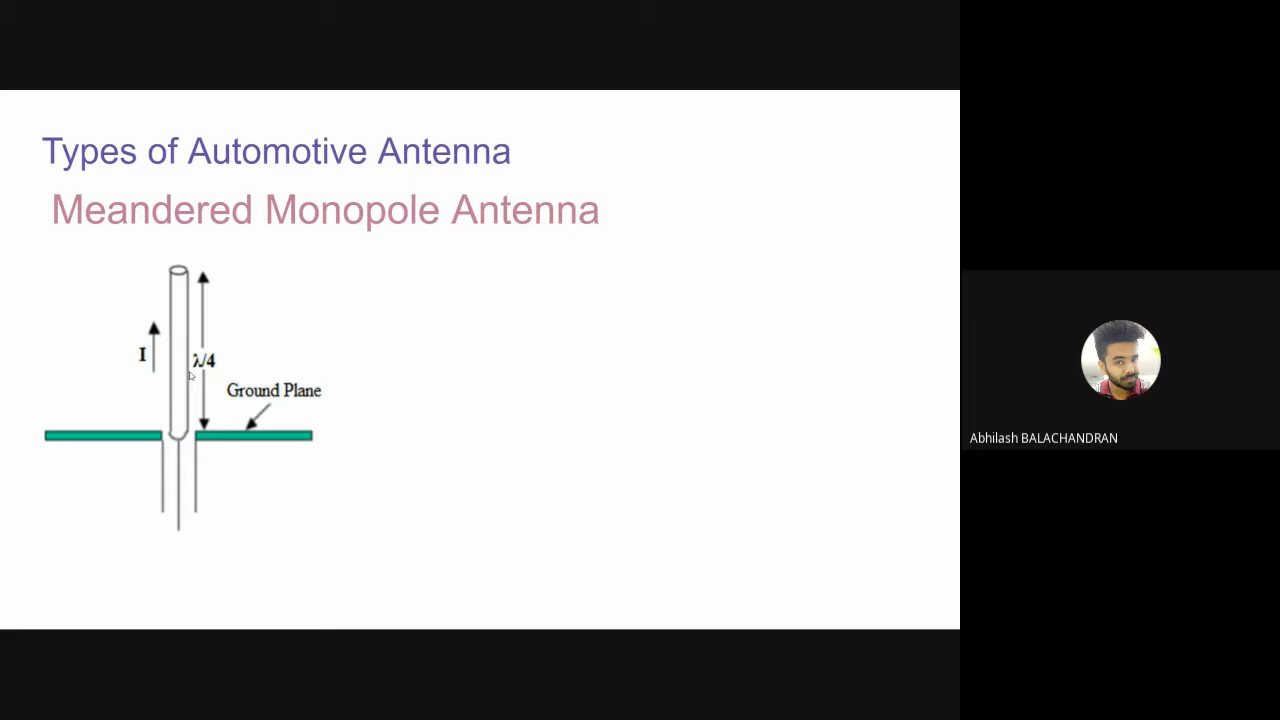 Types of Automotive Antenna
Meandered Monopole Antenna
I
λ/4
Ground Plane
Abhilash BALACHANDRAN